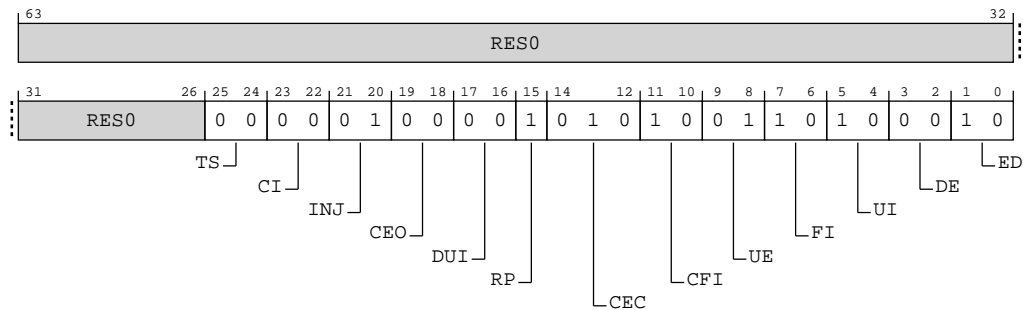 63 32
RES0
31 26 25 24 23 22 21 20 19 18 17 16 15 14 12 11 10 9 8 7 6 5 4 3 2 1 0
RES0 0 0 0 0 0 1 0 0 0 0 1 0 1 0 1 0 0 1 1 0 1 0 0 0 1 0
TS ED
CI DE
INJ UI
CEO FI
DUI UE
RP CFI
CEC